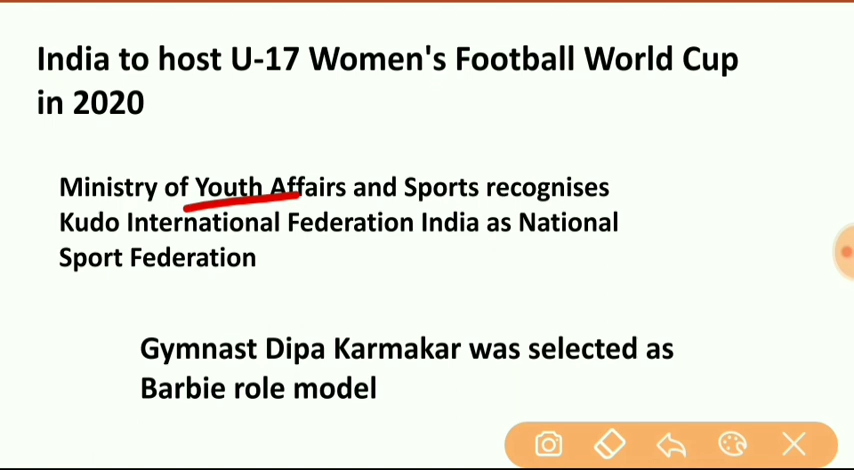 India to host U-17 Women's Football World Cup
in 2020
Ministry of Youth Affairs and Sports recognises
Kudo International Federation India as National
Sport Federation
Gymnast Dipa Karmakar was selected as
Barbie role model